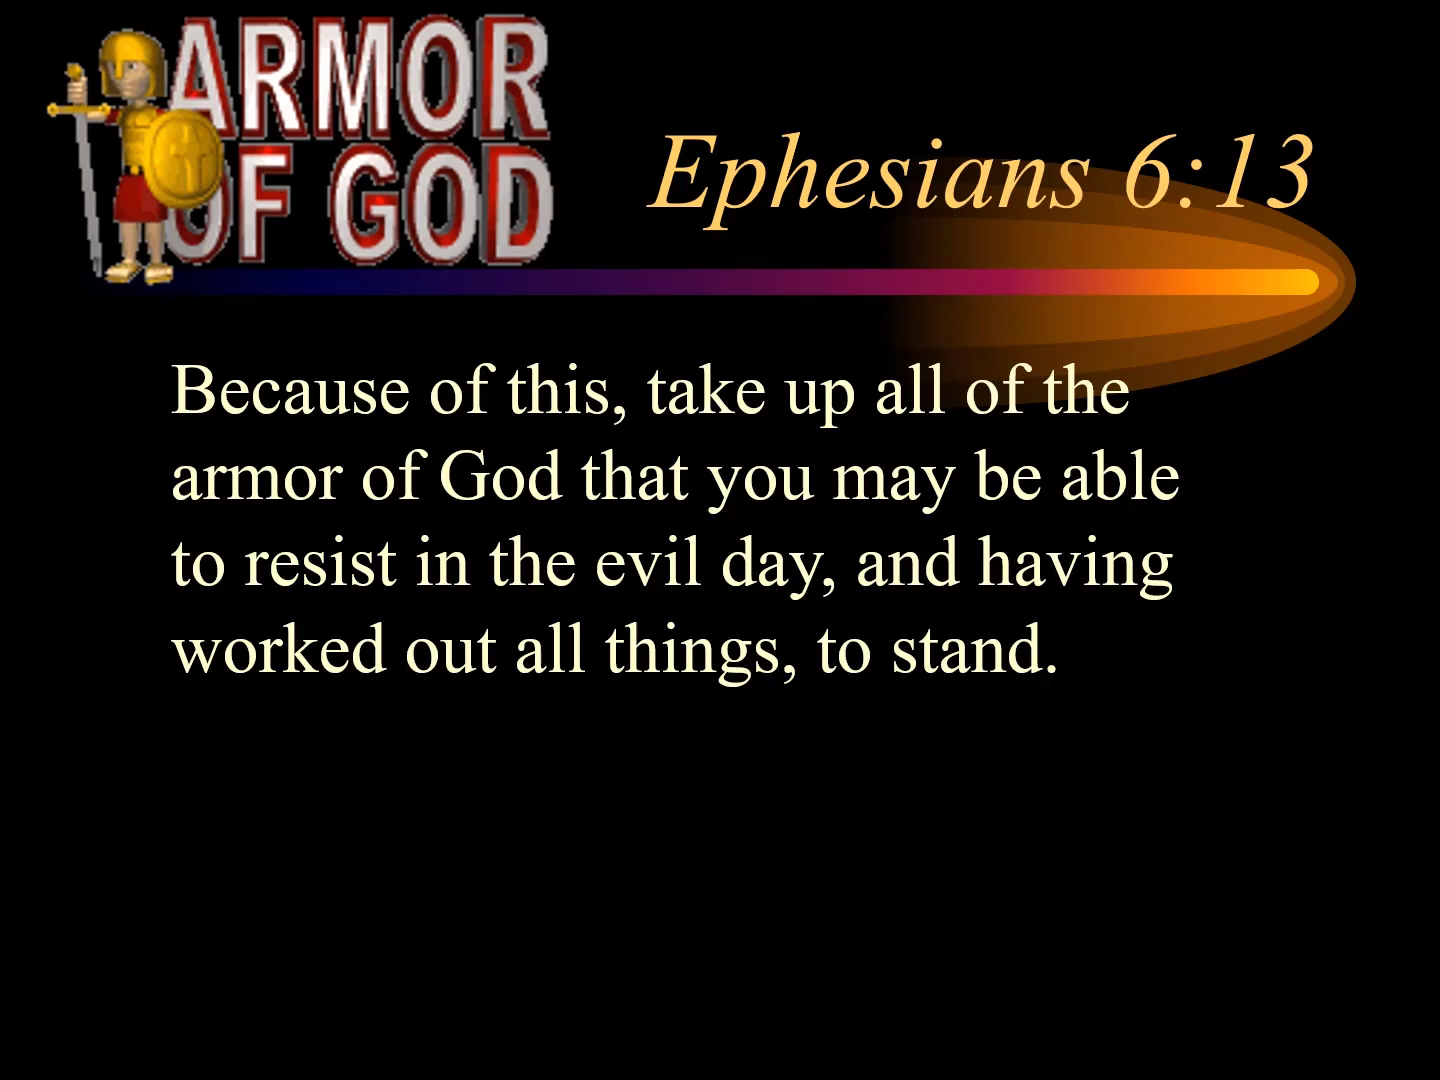 ARMOR
OF GOD
Ephesians 6:13
Because of this, take up all of the
armor of God that you may be able
to resist in the evil day, and having
worked out all things, to stand.